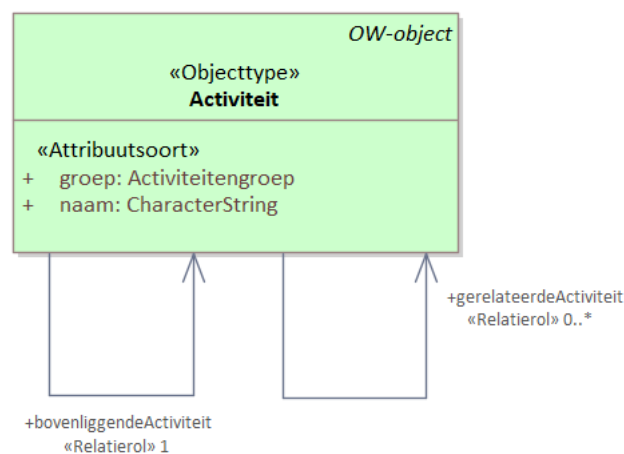 OW-object
«Objecttype»
Activiteit
«Attribuutsoort»
+ groep: Activiteitengroep
+ naam: CharacterString
+gerelateerdeActiviteit
«Relatierol» 0..*
+bovenliggendeActiviteit
«Relatierol» 1